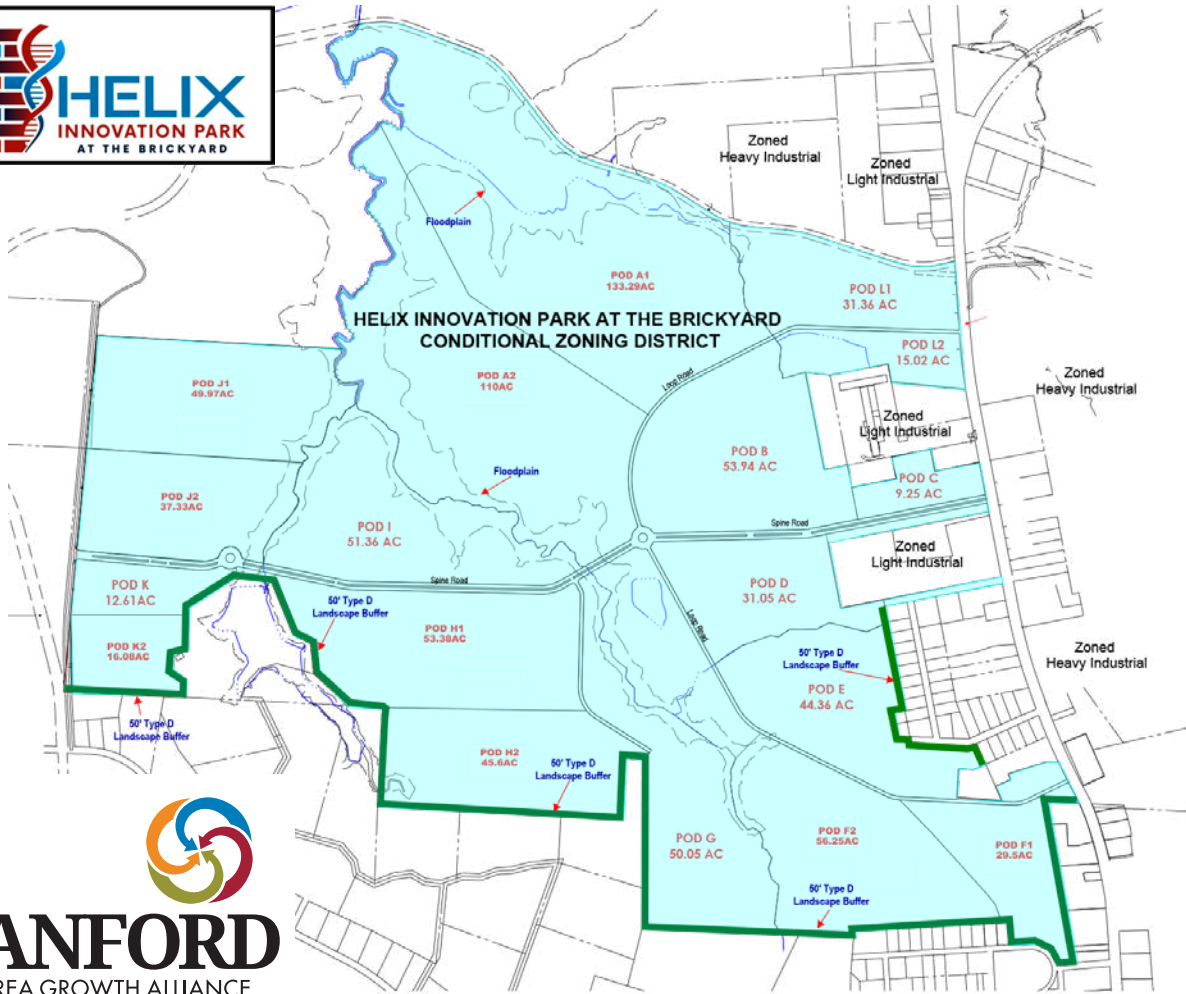 HELIX
INNOVATION PARK
AT THE BRICKYARD
Zoned
Heavy Industrial
Zoned
Light Industrial
Floodplain
POD A1
133.29AC
POD L1
31.36 AC
HELIX INNOVATION PARK AT THE BRICKYARD
CONDITIONAL ZONING DISTRICT
POD L2
15.02 AC
Loop Road
Zoned
Heavy Industrial
POD J1
49.97AC
POD A2
110AC
Zoned
Light Industrial
POD B
53.94 AC
Floodplain
POD C
9.25 AC
POD J2
37.33AC
POD I
51.36 AC
Spine Road
Zoned
Light Industrial
POD K
12.61AC
Spine Road
POD D
31.05 AC
50' Type D
Landscape Buffer
Loop Road
POD H1
53.38AC
POD K2
16.08AC
Zoned
Heavy Industrial
50' Type D
Landscape Buffer
POD E
44.36 AC
50' Type D
Landscape Buffer
POD H2
45.6AC
50' Type D
Landscape Buffer
POD G
50.05 AC
POD F2
56.25AC
POD F1
29.5AC
50' Type D
Landscape Buffer
ANFORD
REA GROWTH ALLIANCE